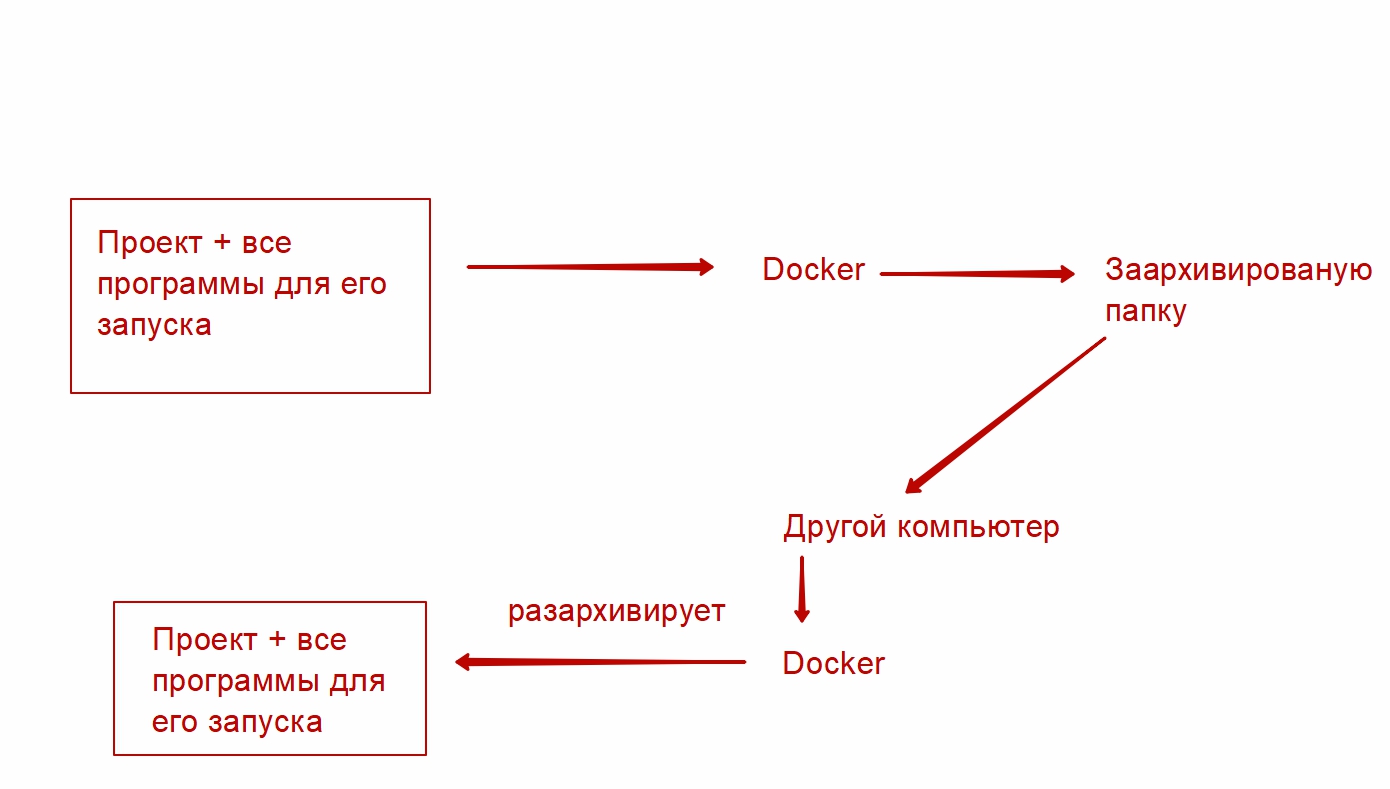 Проект + все
программы для его
запуска
Docker
Заархивированую
папку
Другой компьютер
разархивирует
Docker
Проект + все
программы для
его запуска